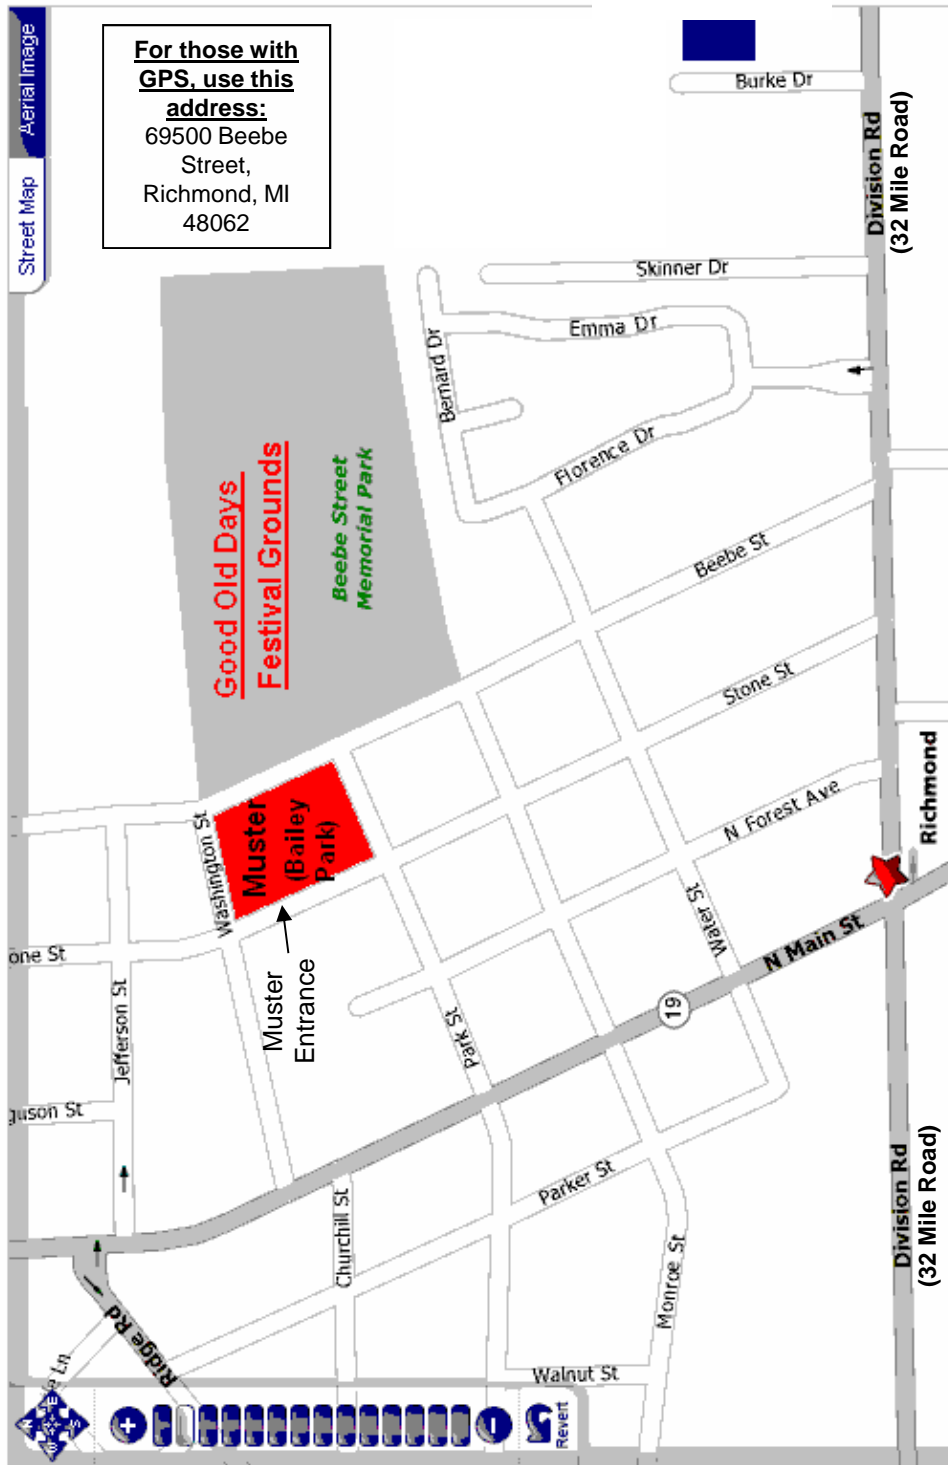 For those with
GPS, use this
address:
69500 Beebe
Street,
Richmond, MI
48062
Aerial Image
Street Map
Burke Dr
Division Rd
(32 Mile Road)
Skinner Dr
Emma Dr
Bernard Dr
Florence Dr
Good Old Days
Festival Grounds
Beebe Street
Memorial Park
Beebe St
Stone St
N Forest Ave
Richmond
Muster
(Bailey
Park)
Washington St
Muster
Entrance
one St
Jefferson St
guson St
Park St
Water St
N Main St
19
Parker St
Churchill St
Monroe St
Walnut St
Division Rd
(32 Mile Road)
Ridge Rd
e Ln
N
E
S
W
Revert